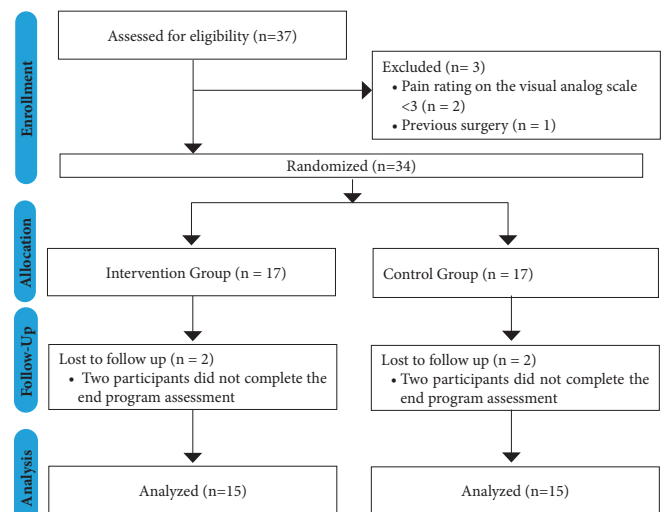 Enrollment
Assessed for eligibility (n=37)
Excluded (n= 3)
• Pain rating on the visual analog scale
<3 (n = 2)
• Previous surgery (n = 1)
Randomized (n=34)
Allocation
Intervention Group (n = 17)
Control Group (n = 17)
Follow-Up
Lost to follow up (n = 2)
• Two participants did not complete the
end program assessment
Lost to follow up (n = 2)
• Two participants did not complete the
end program assessment
Analysis
Analyzed (n=15)
Analyzed (n=15)